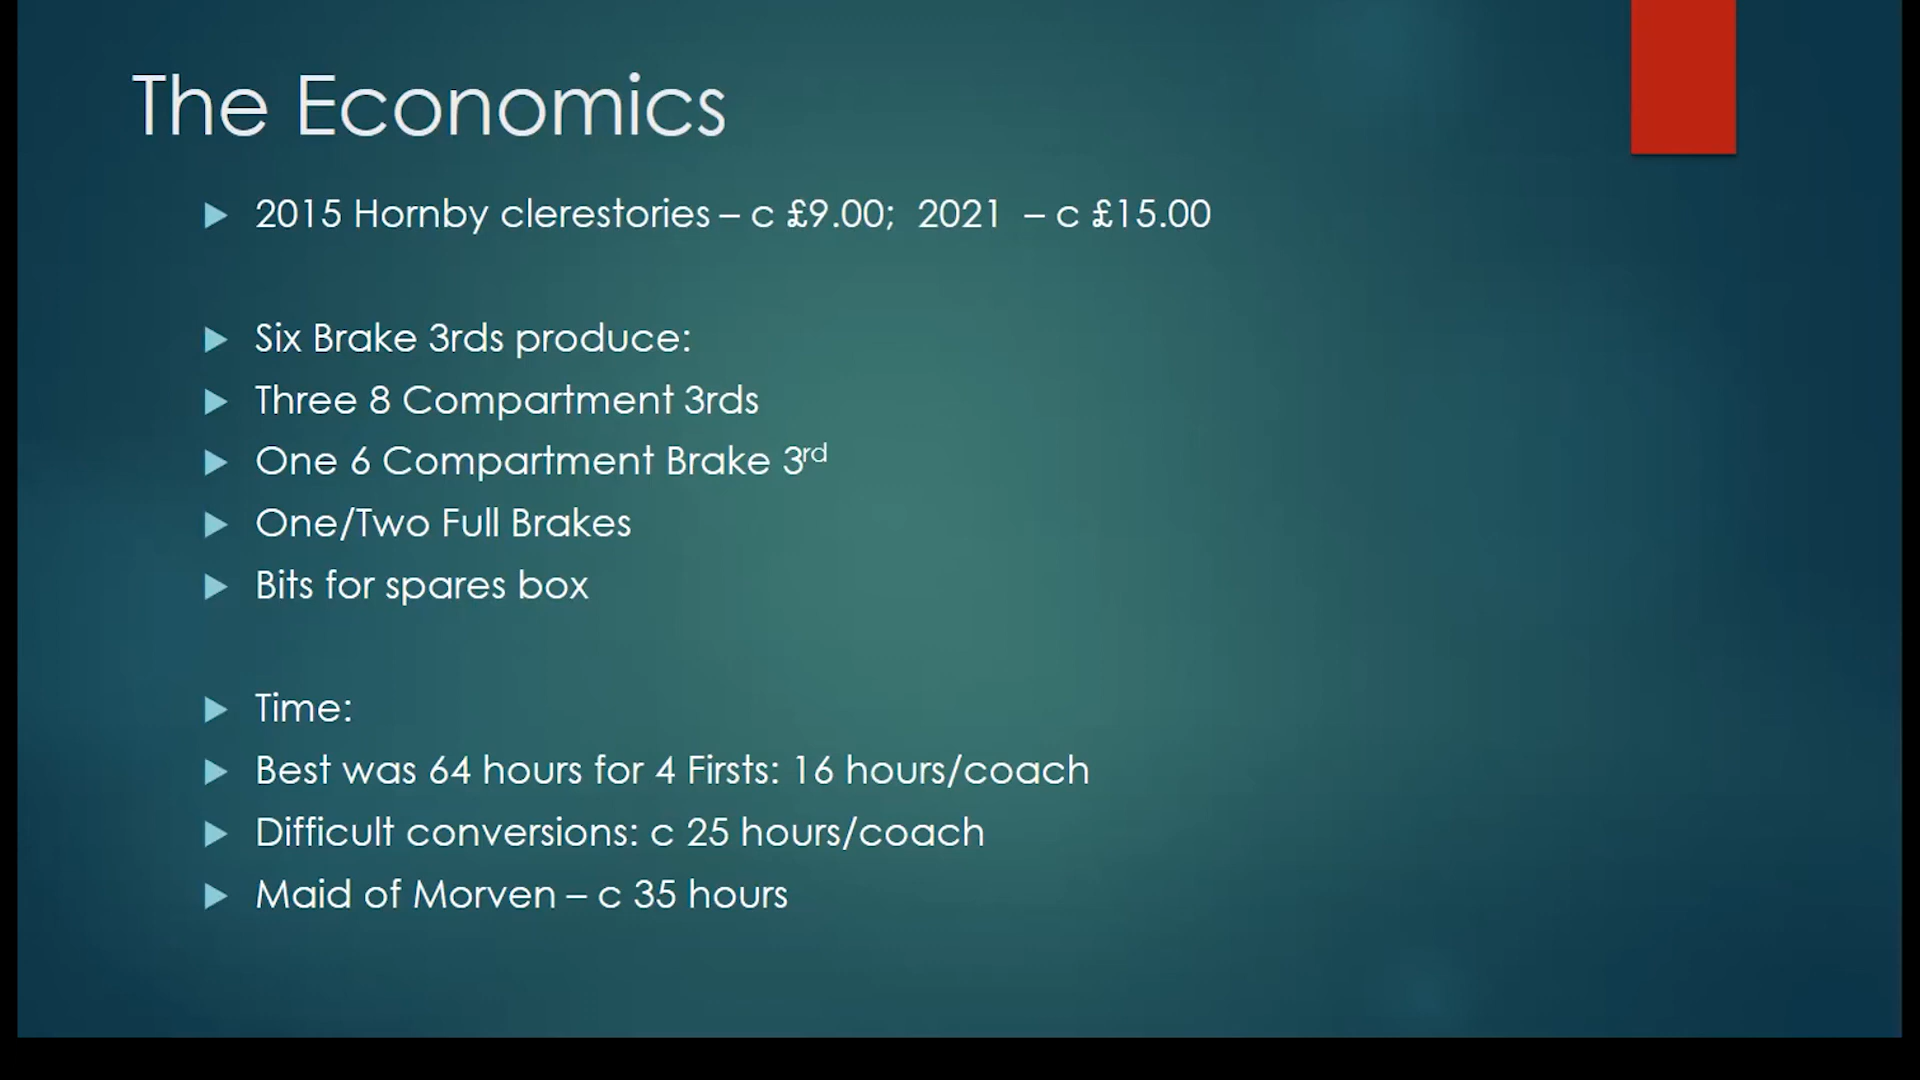 The Economics
2015 Hornby clerestories – c £9.00;  2021  – c £15.00
Six Brake 3rds produce:
Three 8 Compartment 3rds
One 6 Compartment Brake 3rd
One/Two Full Brakes
Bits for spares box
Time:
Best was 64 hours for 4 Firsts: 16 hours/coach
Difficult conversions: c 25 hours/coach
Maid of Morven – c 35 hours